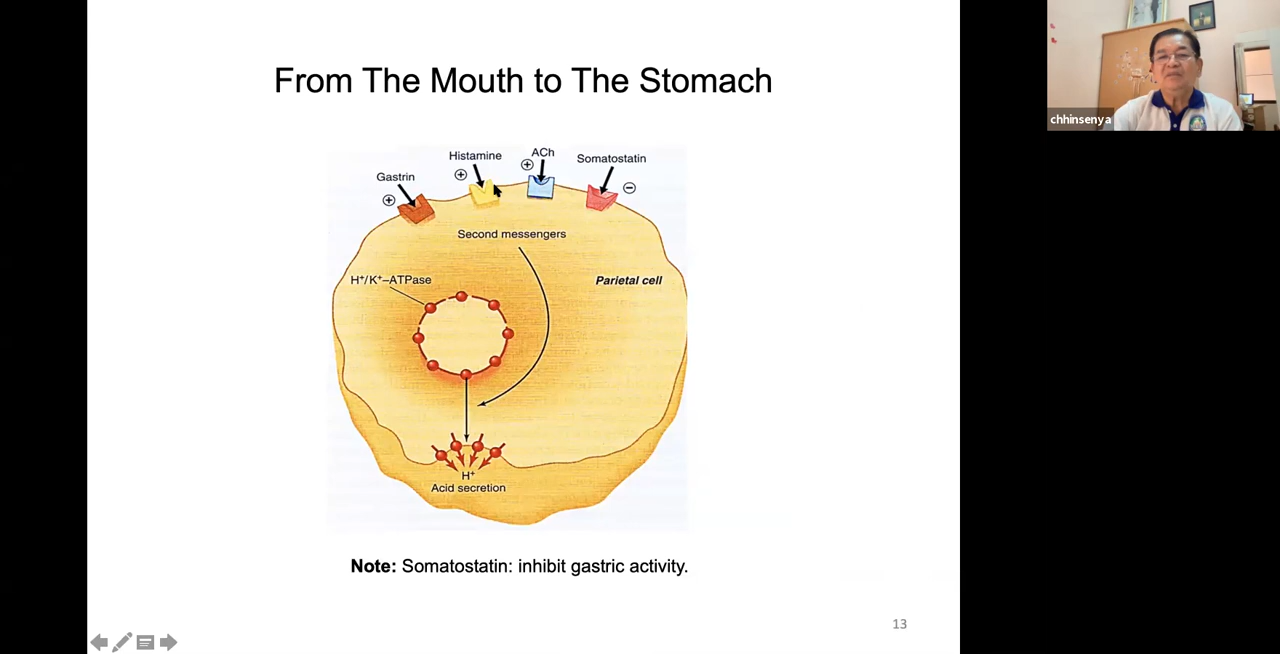 From The Mouth to The Stomach
chhinsenya
Gastrin
Histamine
ACh
Somatostatin
+
+
+
−
Second messengers
H⁺/K⁺–ATPase
Parietal cell
H⁺
Acid secretion
Note: Somatostatin: inhibit gastric activity.
13